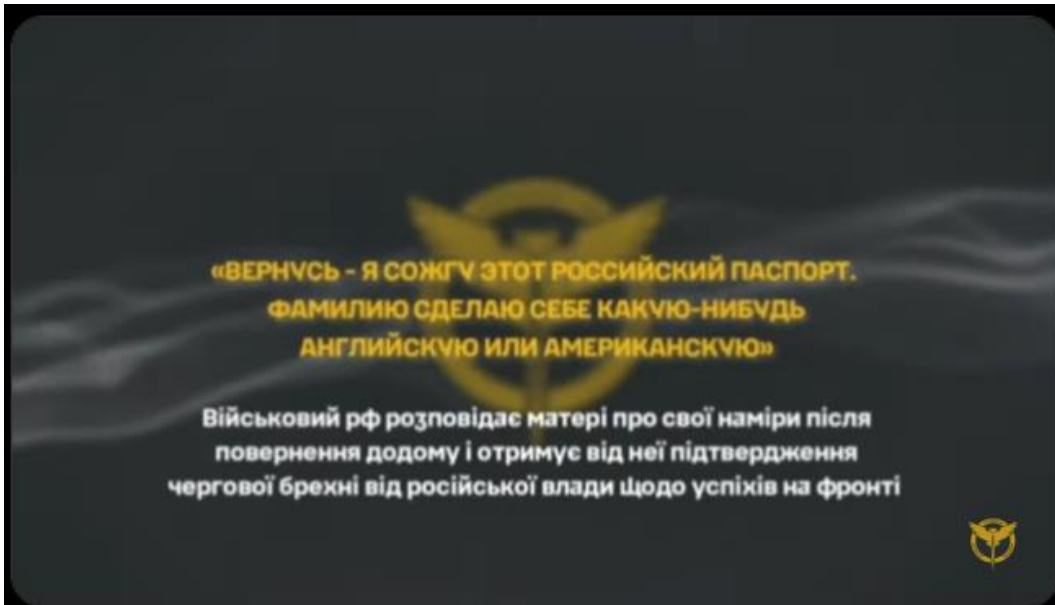 «ВЕРНУСЬ - Я СОЖГУ ЭТОТ РОССИЙСКИЙ ПАСПОРТ.
ФАМИЛИЮ СДЕЛАЮ СЕБЕ КАКУЮ-НИБУДЬ
АНГЛИЙСКУЮ ИЛИ АМЕРИКАНСКУЮ»
Військовий рф розповідає матері про свої наміри після
повернення додому і отримує від неї підтвердження
чергової брехні від російської влади щодо успіхів на фронті